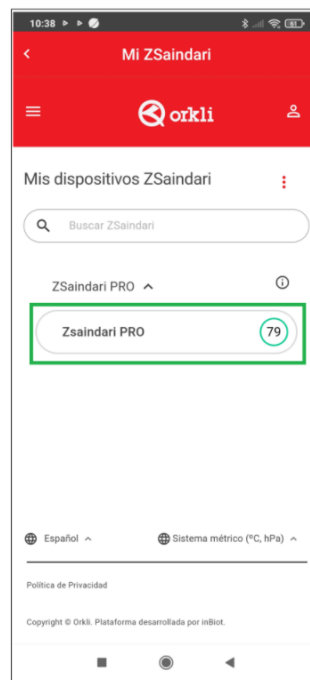 10:38
81
Mi ZSaindari
orkli
Mis dispositivos ZSaindari
Buscar ZSaindari
ZSaindari PRO
Zsaindari PRO 79
Español Sistema métrico (ºC, hPa)
Política de Privacidad
Copyright © Orkli. Plataforma desarrollada por inBiot.